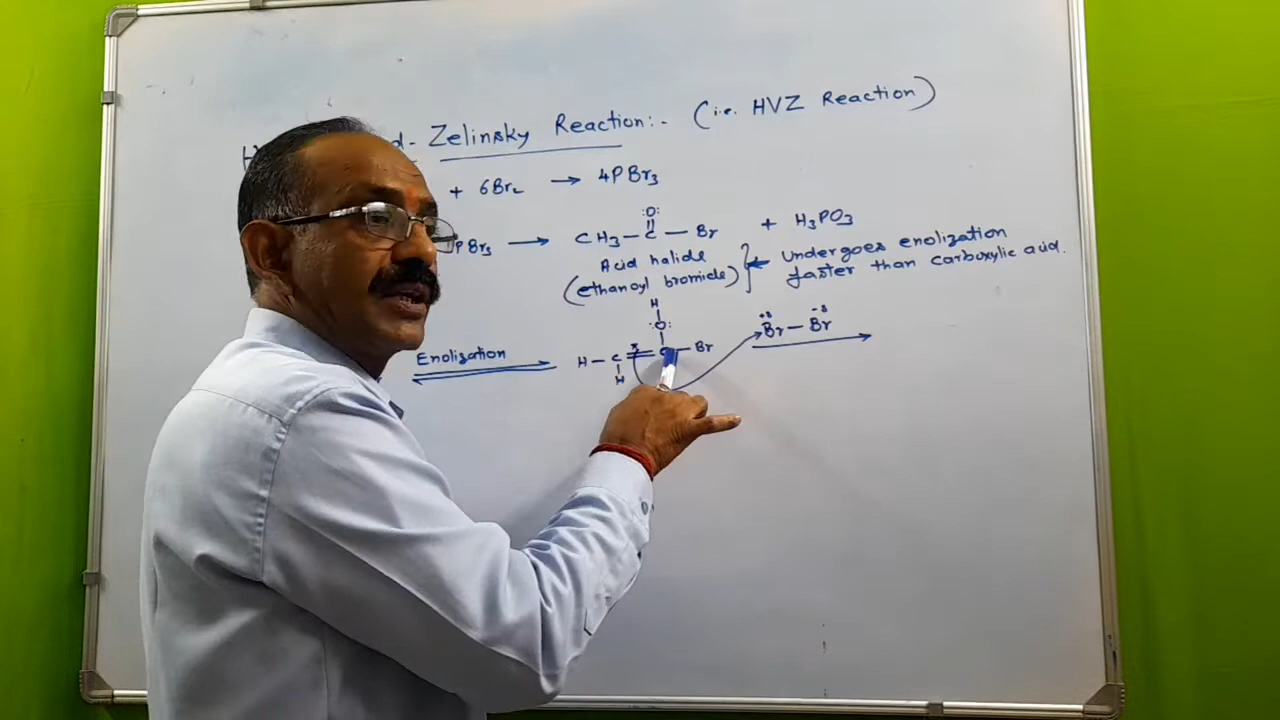 Zelinsky Reaction:- (i.e. HVZ Reaction)
+ 6Br₂ → 4PBr₃
PBr₃ → CH₃ — C — Br + H₃PO₃
:O:
Acid halide
(ethanoyl bromide)
Undergoes enolization
faster than carboxylic acid.
H
:O:
Enolization
H — C = C — Br
H
+δ -δ
Br — Br